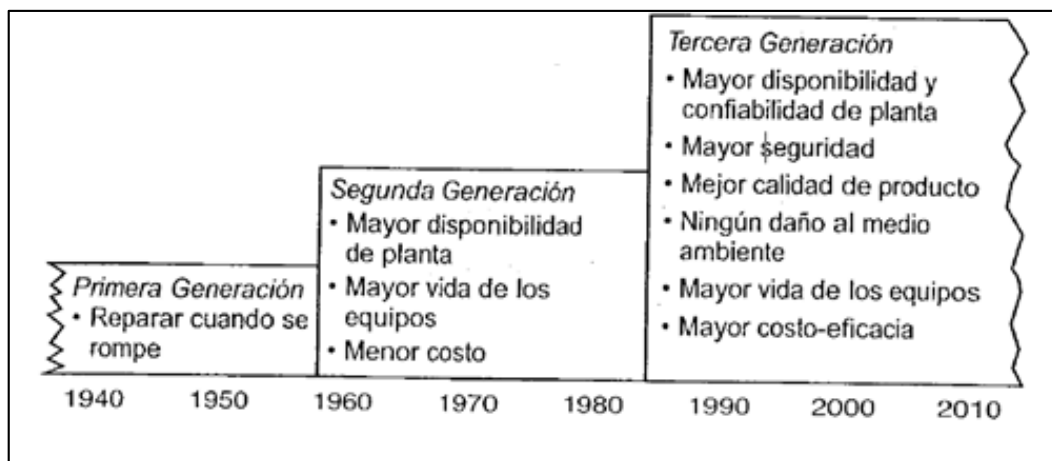 Primera Generación
• Reparar cuando se
rompe
Segunda Generación
• Mayor disponibilidad
de planta
• Mayor vida de los
equipos
• Menor costo
Tercera Generación
• Mayor disponibilidad y
confiabilidad de planta
• Mayor seguridad
• Mejor calidad de producto
• Ningún daño al medio
ambiente
• Mayor vida de los equipos
• Mayor costo-eficacia
1940 1950 1960 1970 1980 1990 2000 2010